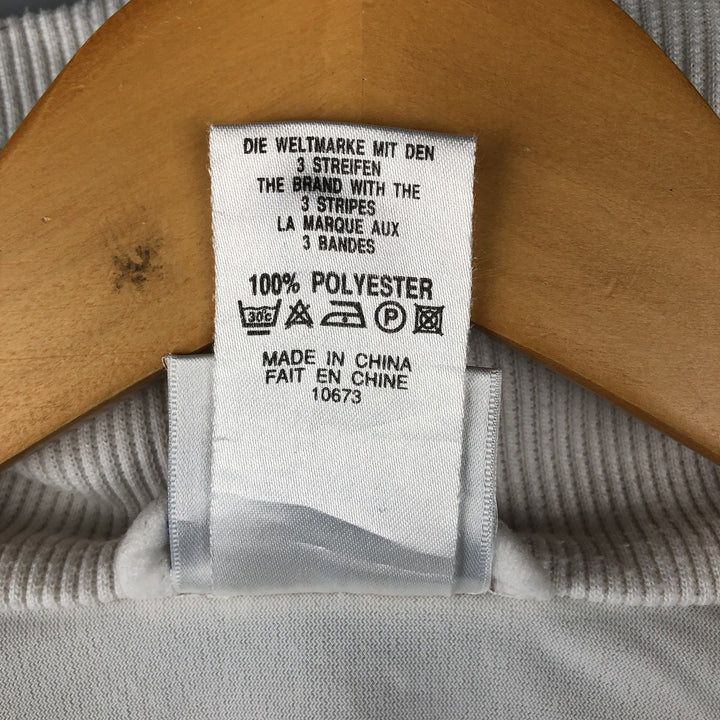 DIE WELTMARKE MIT DEN
3 STREIFEN
THE BRAND WITH THE
3 STRIPES
LA MARQUE AUX
3 BANDES
100% POLYESTER
30°C P
MADE IN CHINA
FAIT EN CHINE
10673